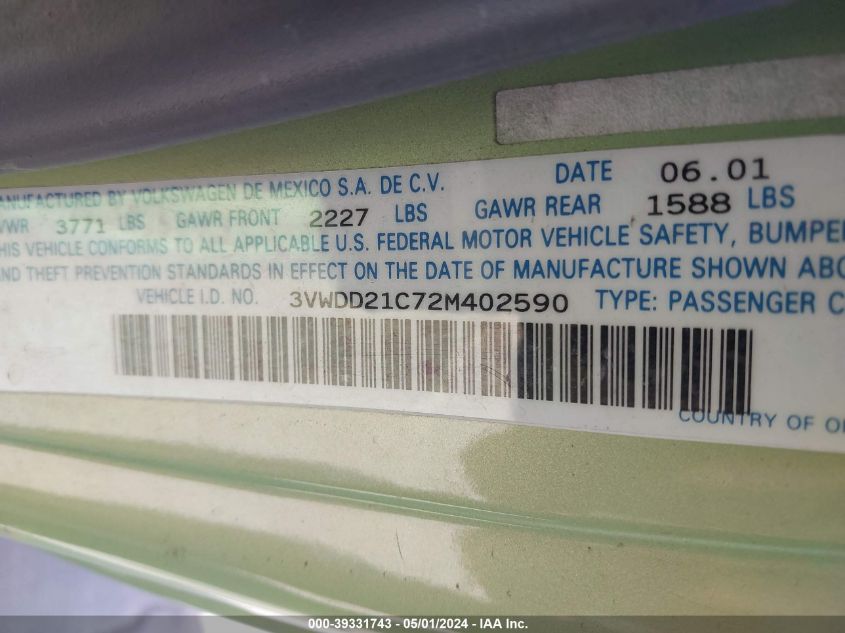 MANUFACTURED BY VOLKSWAGEN DE MEXICO S.A. DE C.V. DATE 06.01
VWR 3771 LBS GAWR FRONT 2227 LBS GAWR REAR 1588 LBS
THIS VEHICLE CONFORMS TO ALL APPLICABLE U.S. FEDERAL MOTOR VEHICLE SAFETY, BUMPER
AND THEFT PREVENTION STANDARDS IN EFFECT ON THE DATE OF MANUFACTURE SHOWN ABO
VEHICLE I.D. NO. 3VWDD21C72M402590 TYPE: PASSENGER C
COUNTRY OF O
000-39331743 - 05/01/2024 - IAA Inc.